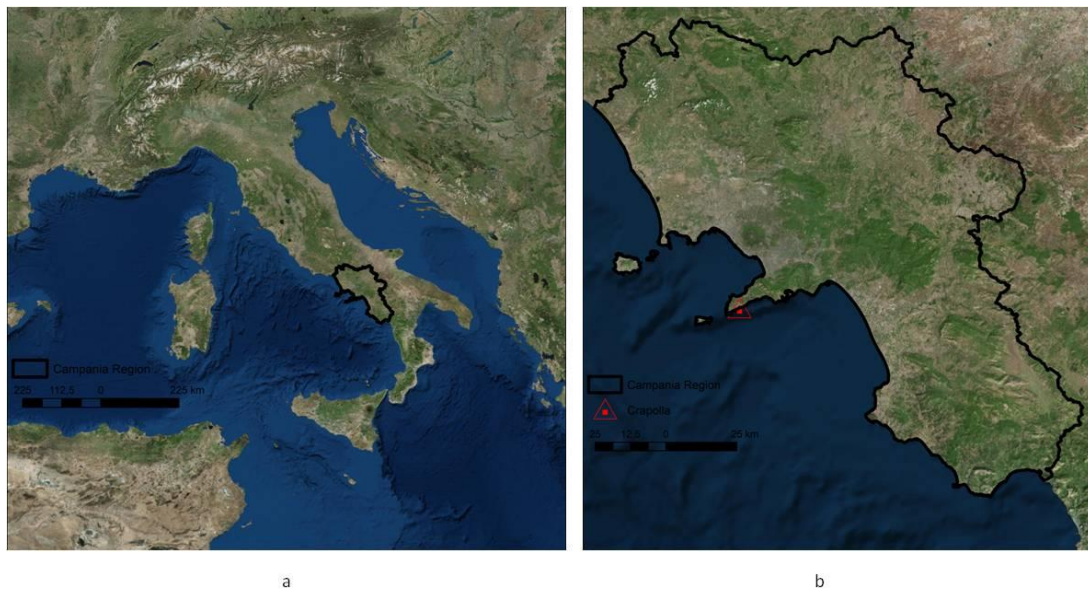 Campania Region
225 112,5 0 225 km
Campania Region
Crapolla
25 12,5 0 25 km
a
b